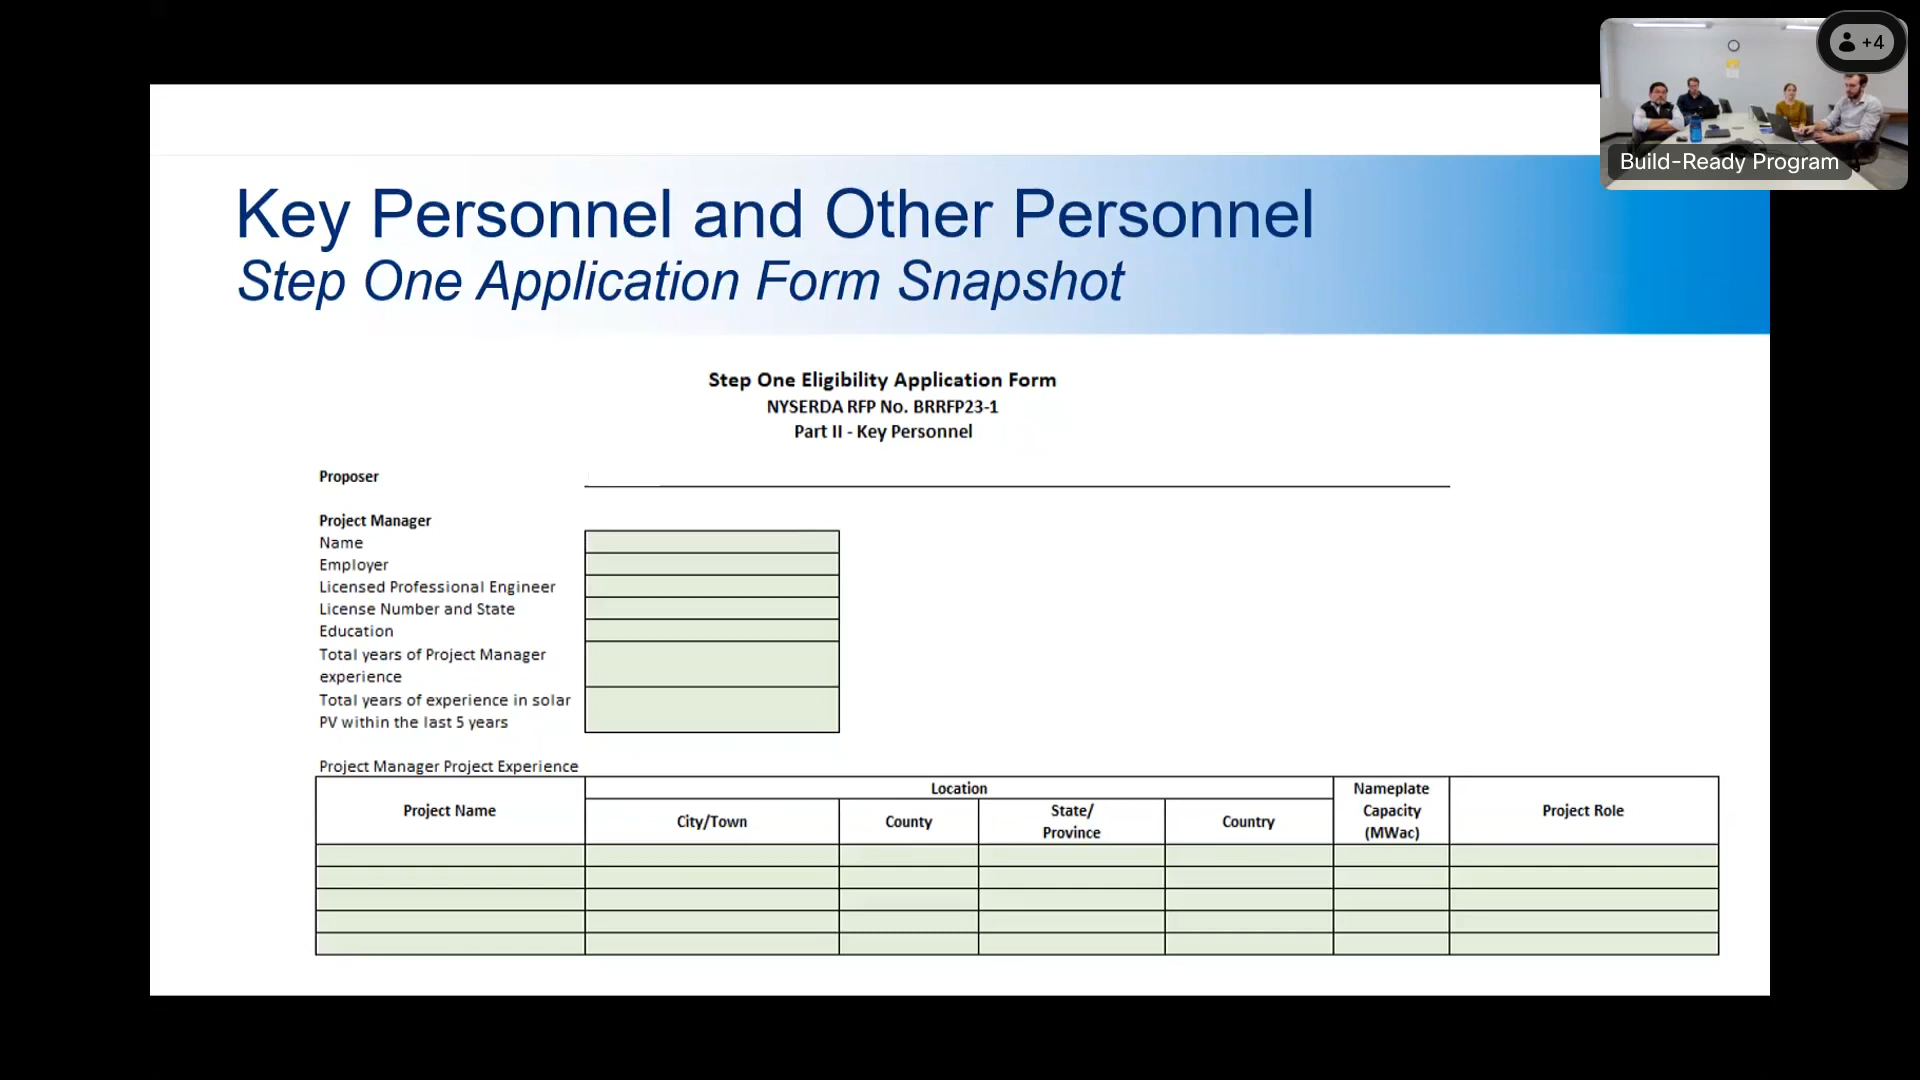 +4
Build-Ready Program
Key Personnel and Other Personnel
Step One Application Form Snapshot
Step One Eligibility Application Form
NYSERDA RFP No. BRRFP23-1
Part II - Key Personnel
Proposer
Project Manager
Name
Employer
Licensed Professional Engineer
License Number and State
Education
Total years of Project Manager
experience
Total years of experience in solar
PV within the last 5 years
Project Manager Project Experience
Project Name
Location
City/Town
County
State/
Province
Country
Nameplate
Capacity
(MWac)
Project Role